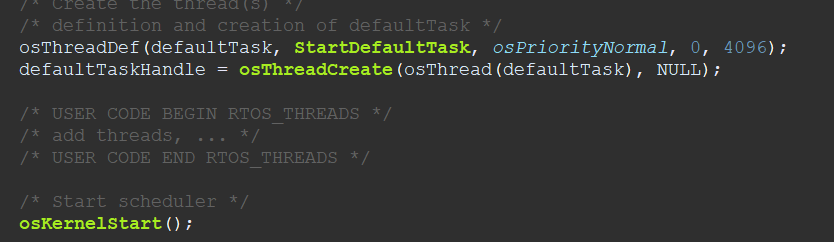 /* Create the thread(s) */
/* definition and creation of defaultTask */
osThreadDef(defaultTask, StartDefaultTask, osPriorityNormal, 0, 4096);
defaultTaskHandle = osThreadCreate(osThread(defaultTask), NULL);
/* USER CODE BEGIN RTOS_THREADS */
/* add threads, ... */
/* USER CODE END RTOS_THREADS */
/* Start scheduler */
osKernelStart();